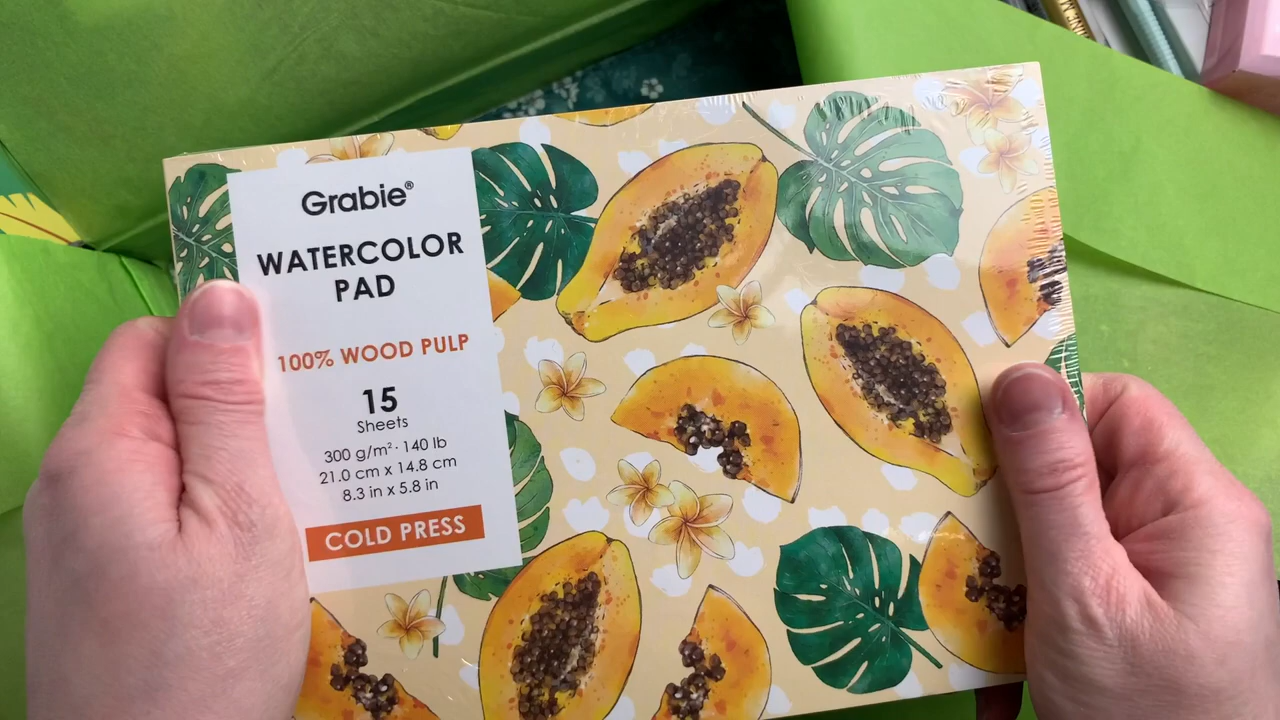 Grabie®
WATERCOLOR
PAD
100% WOOD PULP
15
Sheets
300 g/m² · 140 lb
21.0 cm x 14.8 cm
8.3 in x 5.8 in
COLD PRESS